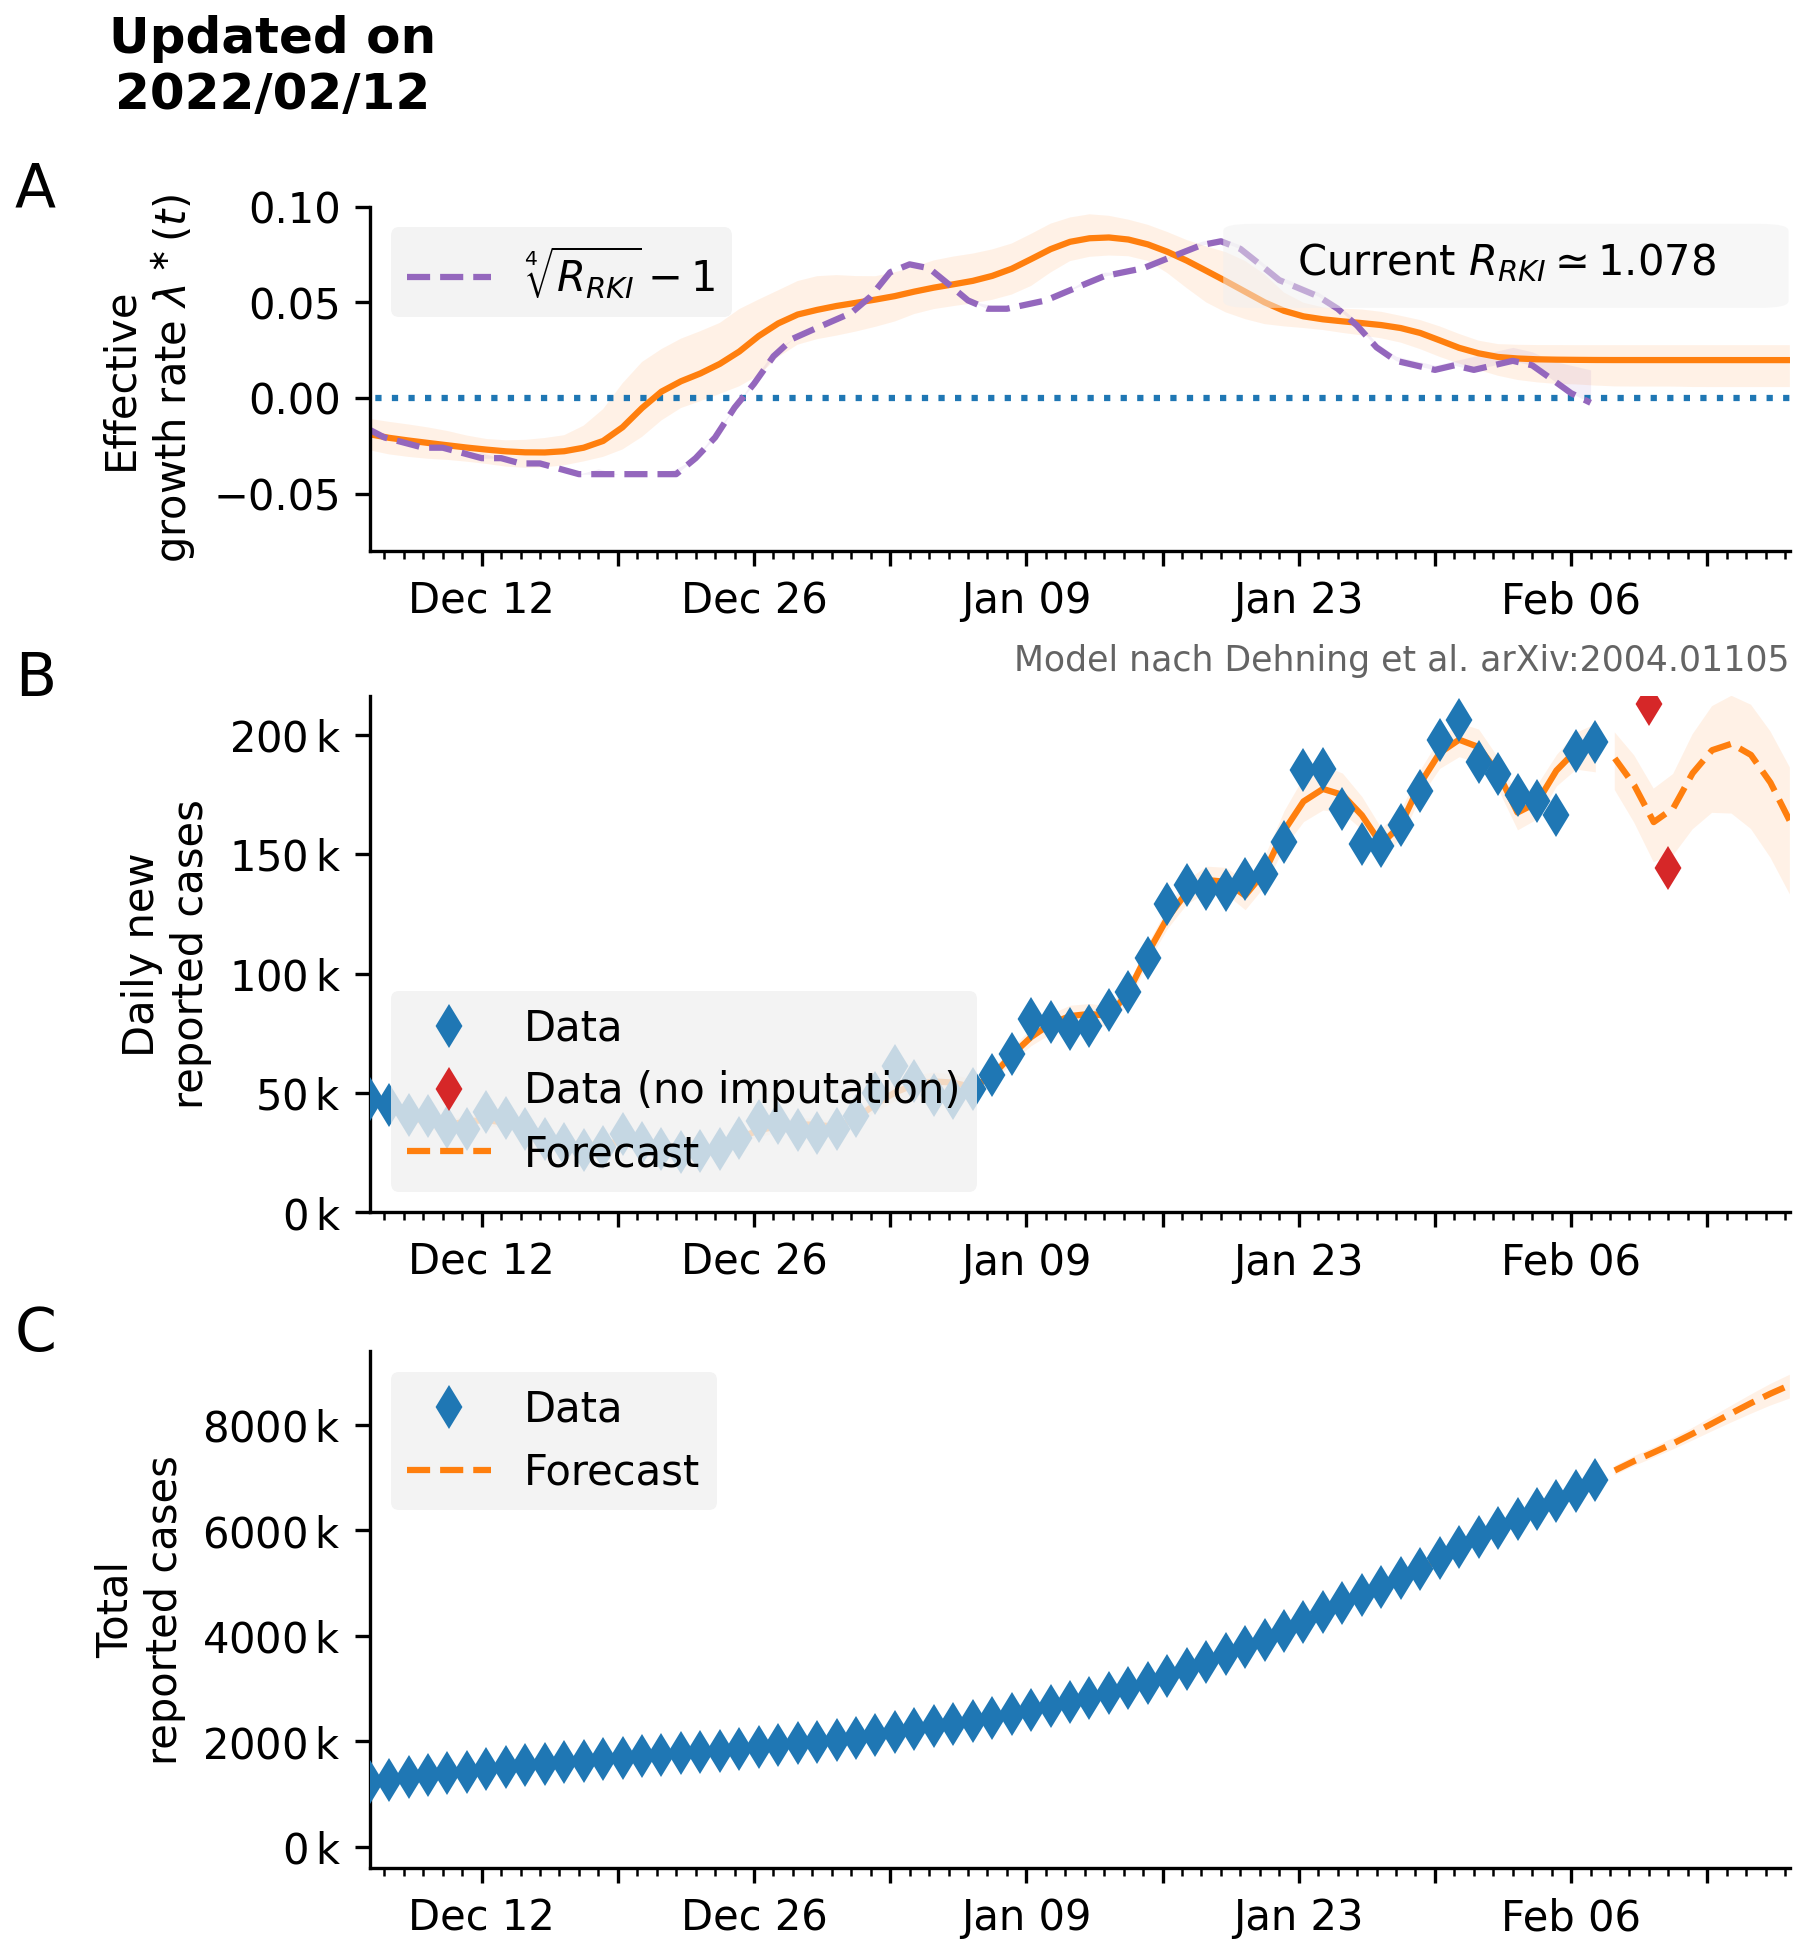 Updated on
2022/02/12
A
Effective
growth rate λ * (t)
0.10
0.05
0.00
−0.05
∜R_RKI − 1
Current R_RKI ≃ 1.078
Dec 12 Dec 26 Jan 09 Jan 23 Feb 06
Model nach Dehning et al. arXiv:2004.01105
B
Daily new
reported cases
200 k
150 k
100 k
50 k
0 k
Data
Data (no imputation)
Forecast
Dec 12 Dec 26 Jan 09 Jan 23 Feb 06
C
Total
reported cases
8000 k
6000 k
4000 k
2000 k
0 k
Data
Forecast
Dec 12 Dec 26 Jan 09 Jan 23 Feb 06